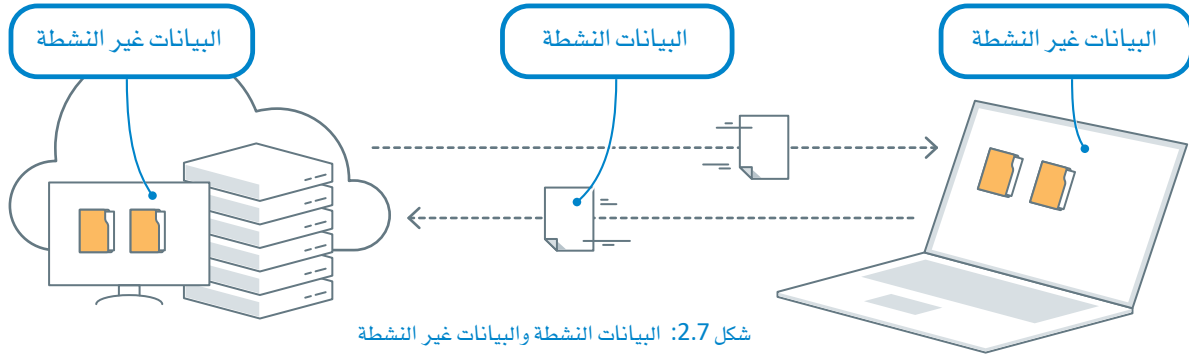 البيانات غير النشطة
البيانات النشطة
البيانات غير النشطة
شكل 2.7: البيانات النشطة والبيانات غير النشطة